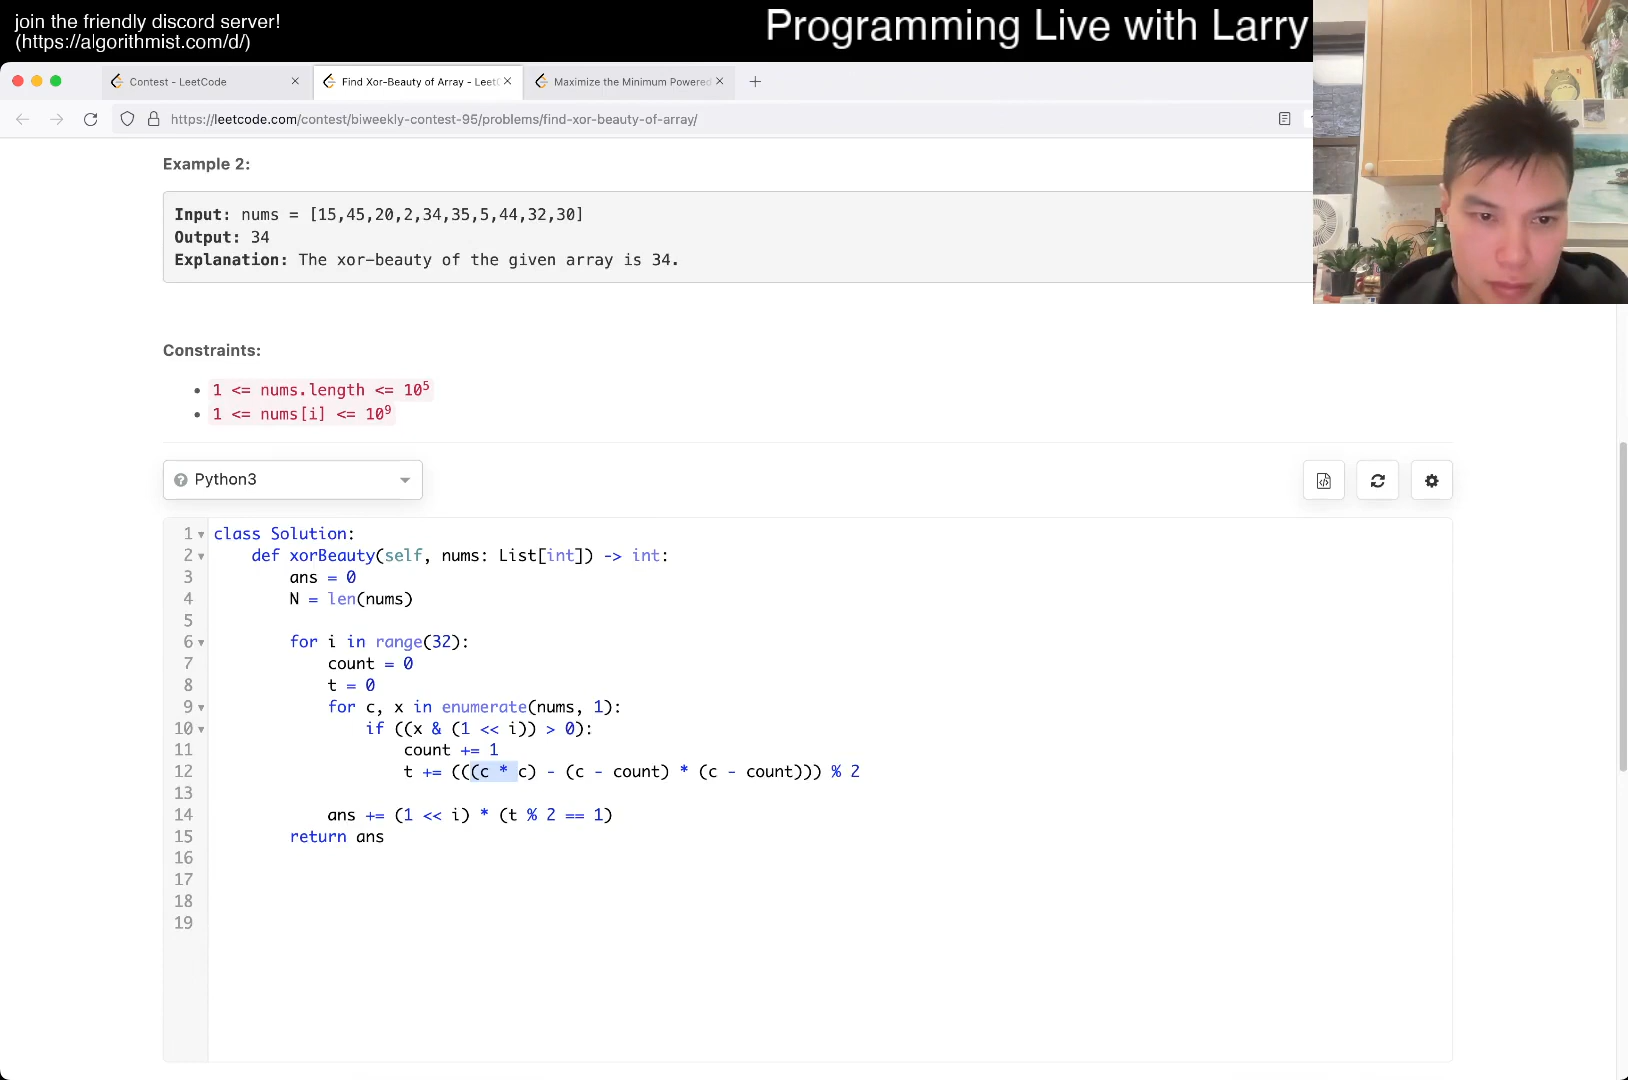 join the friendly discord server!
(https://algorithmist.com/d/)
Programming Live with Larry
Contest - LeetCode
Find Xor-Beauty of Array - LeetC
Maximize the Minimum Powered
https://leetcode.com/contest/biweekly-contest-95/problems/find-xor-beauty-of-array/
Example 2:
Input: nums = [15,45,20,2,34,35,5,44,32,30]
Output: 34
Explanation: The xor-beauty of the given array is 34.
Constraints:
• 1 <= nums.length <= 10⁵
• 1 <= nums[i] <= 10⁹
Python3
1 class Solution:
2     def xorBeauty(self, nums: List[int]) -> int:
3         ans = 0
4         N = len(nums)
5
6         for i in range(32):
7             count = 0
8             t = 0
9             for c, x in enumerate(nums, 1):
10                 if ((x & (1 << i)) > 0):
11                     count += 1
12                     t += (((c * c) - (c - count) * (c - count))) % 2
13
14             ans += (1 << i) * (t % 2 == 1)
15         return ans
16
17
18
19